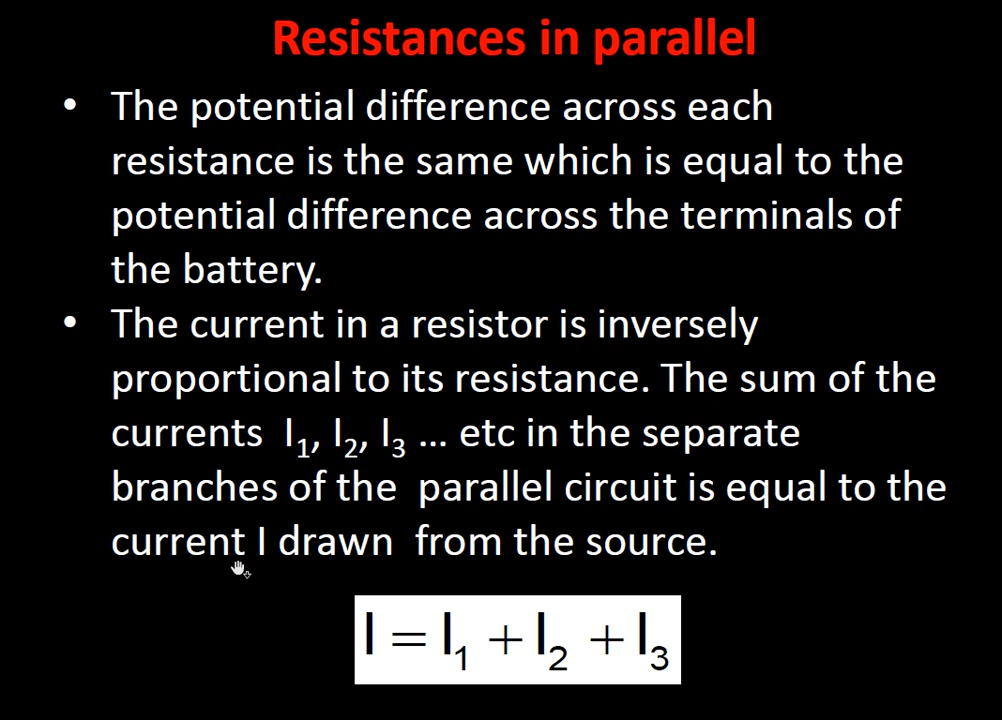 Resistances in parallel
• The potential difference across each
resistance is the same which is equal to the
potential difference across the terminals of
the battery.
• The current in a resistor is inversely
proportional to its resistance. The sum of the
currents I₁, I₂, I₃ ... etc in the separate
branches of the parallel circuit is equal to the
current I drawn from the source.
I = I₁ + I₂ + I₃